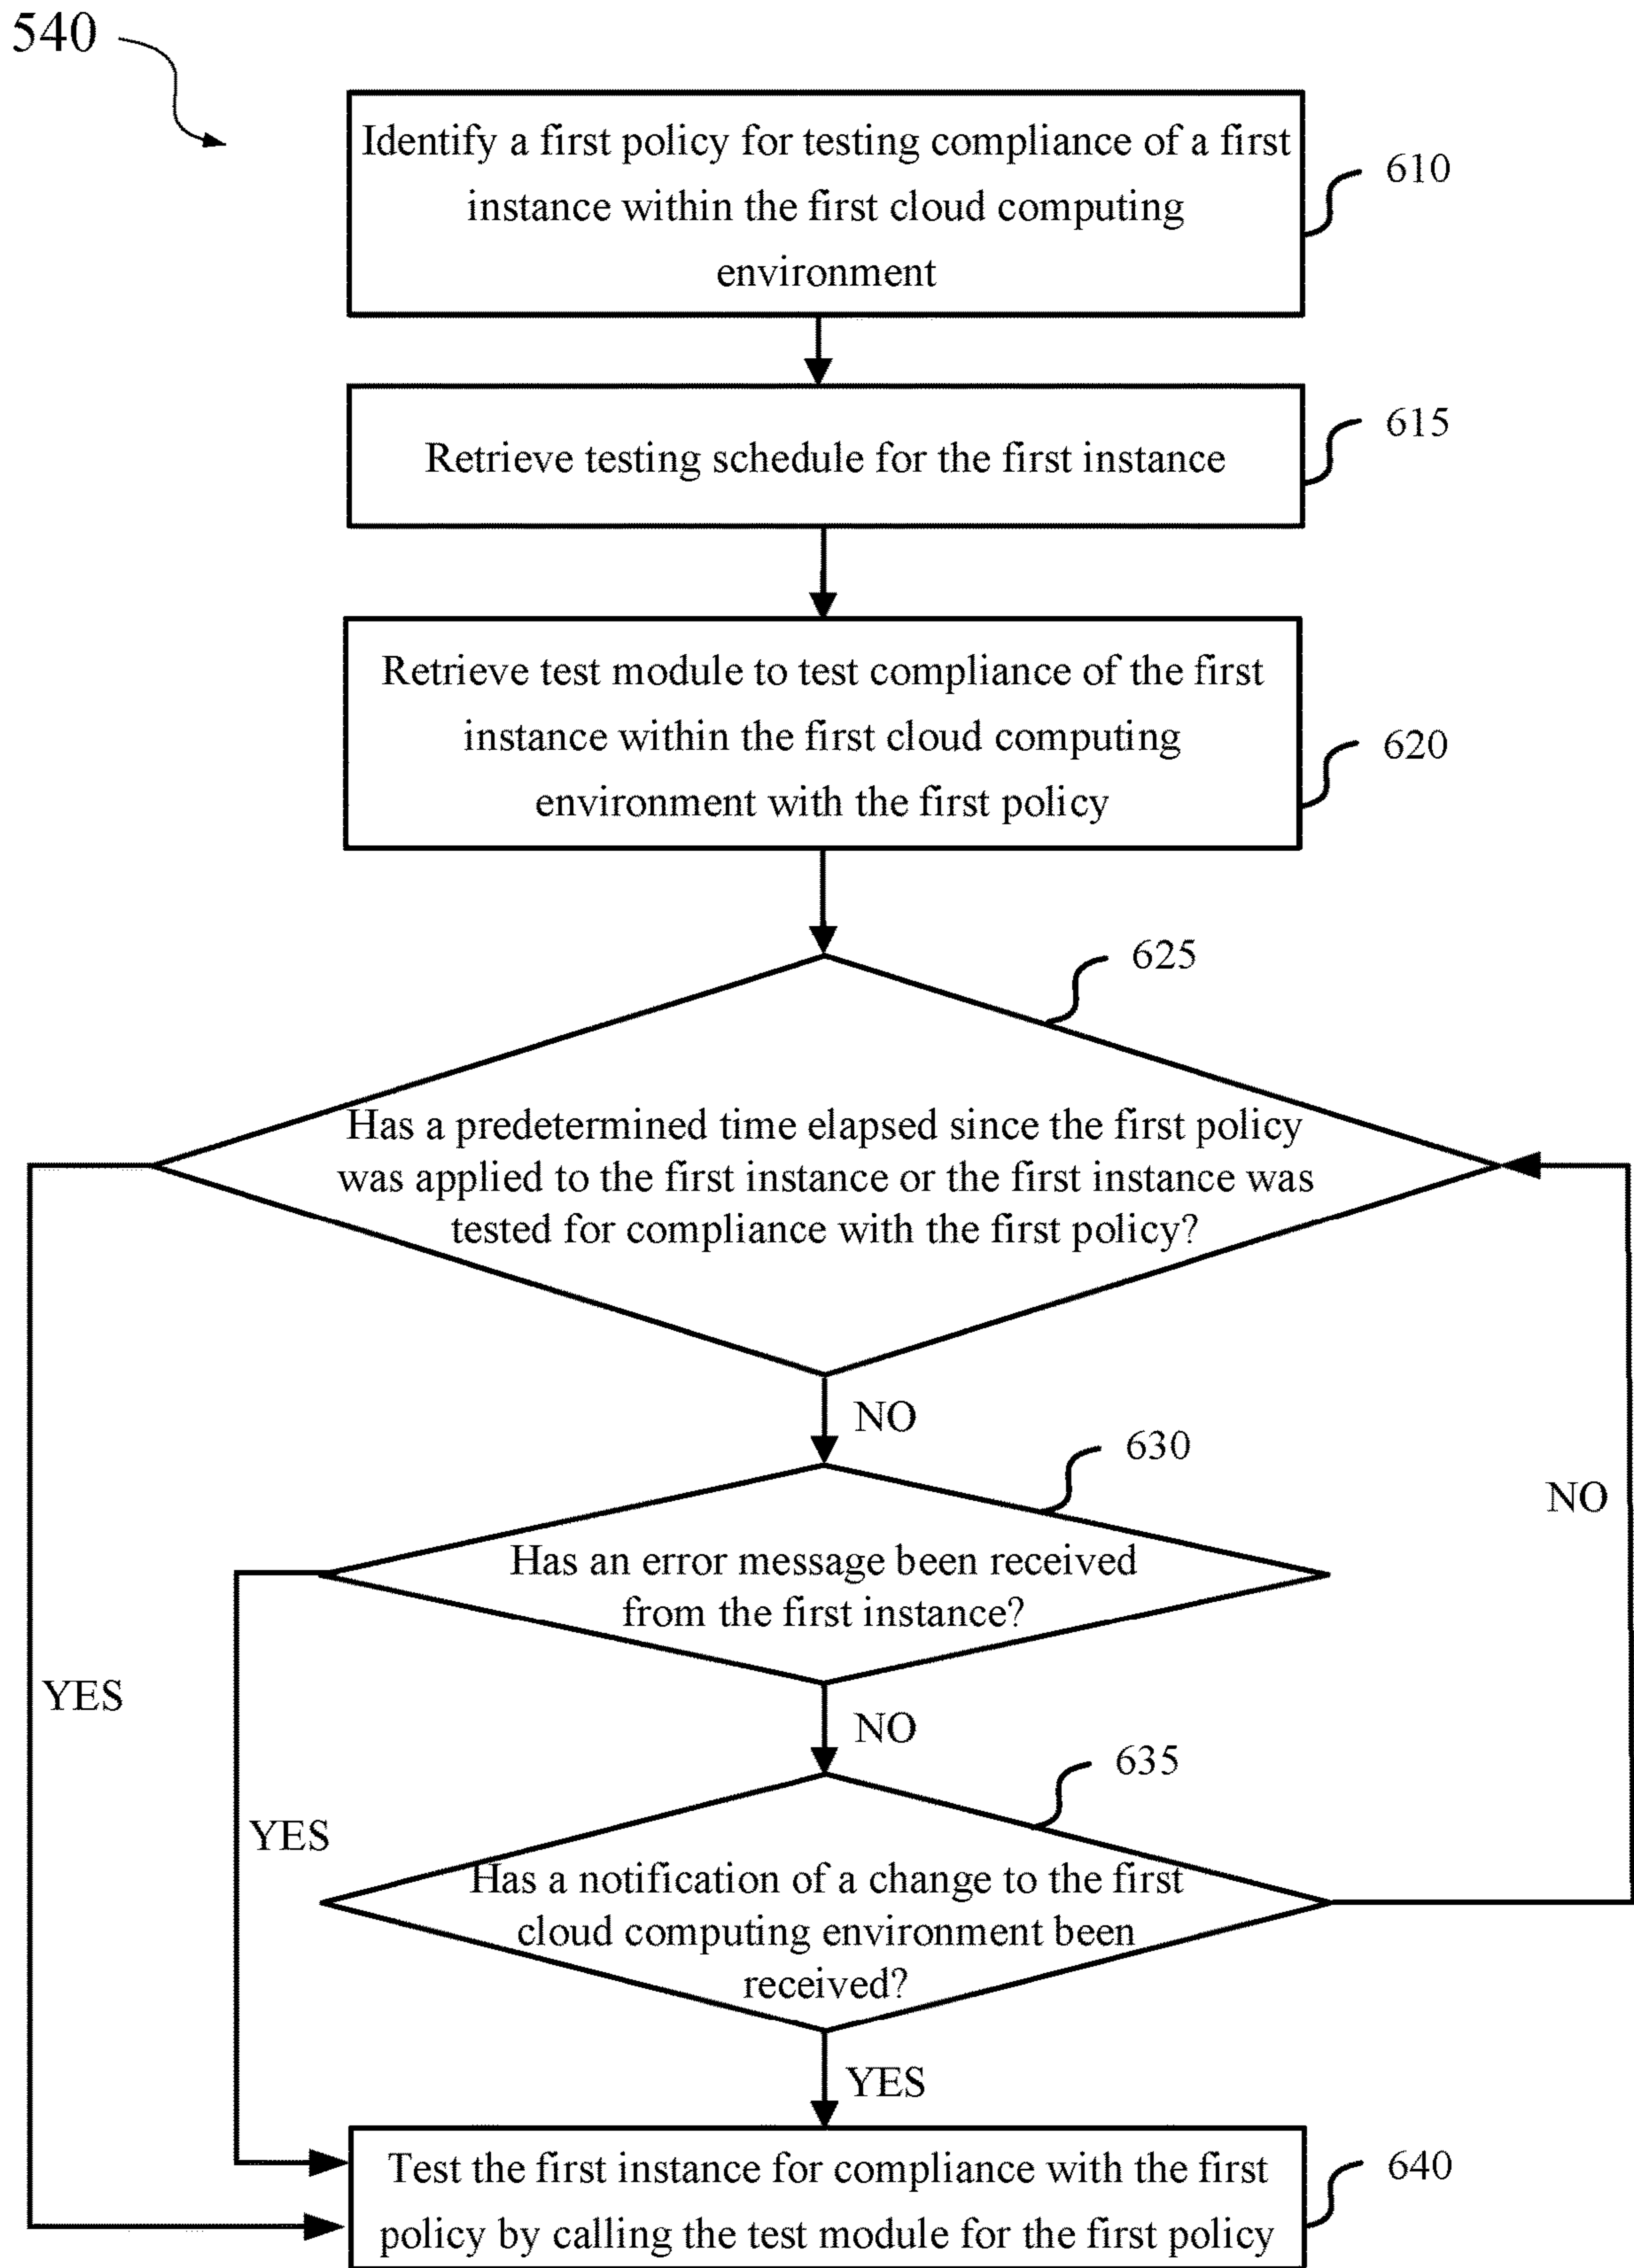 540
Identify a first policy for testing compliance of a first
instance within the first cloud computing
environment
610
Retrieve testing schedule for the first instance
615
Retrieve test module to test compliance of the first
instance within the first cloud computing
environment with the first policy
620
625
Has a predetermined time elapsed since the first policy
was applied to the first instance or the first instance was
tested for compliance with the first policy?
NO
630
Has an error message been received
from the first instance?
NO
YES
NO
635
YES
Has a notification of a change to the first
cloud computing environment been
received?
YES
Test the first instance for compliance with the first
policy by calling the test module for the first policy
640